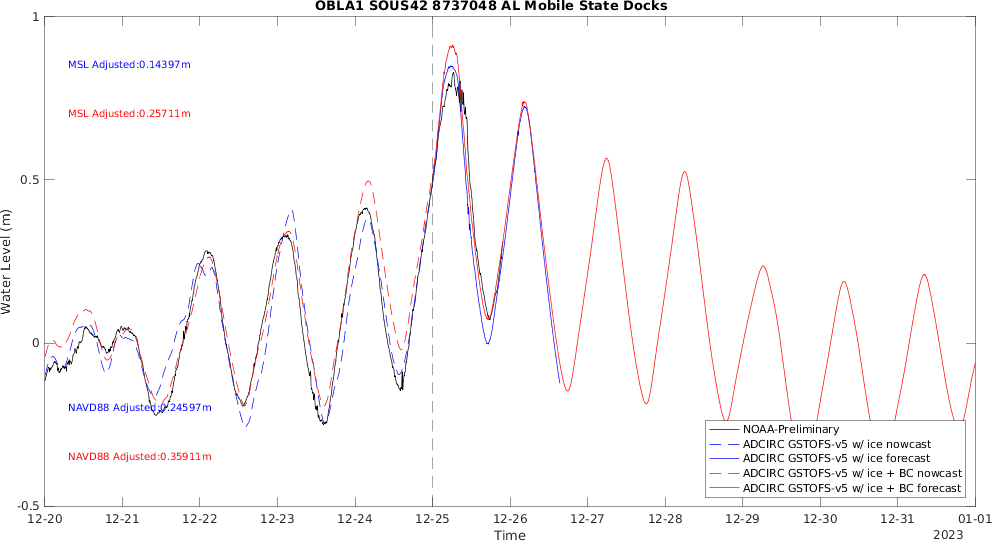 OBLA1 SOUS42 8737048 AL Mobile State Docks
1
MSL Adjusted:0.14397m
MSL Adjusted:0.25711m
0.5
Water Level (m)
0
NAVD88 Adjusted:0.24597m
NAVD88 Adjusted:0.35911m
NOAA-Preliminary
ADCIRC GSTOFS-v5 w/ ice nowcast
ADCIRC GSTOFS-v5 w/ ice forecast
ADCIRC GSTOFS-v5 w/ ice + BC nowcast
ADCIRC GSTOFS-v5 w/ ice + BC forecast
-0.5
12-20 12-21 12-22 12-23 12-24 12-25 12-26 12-27 12-28 12-29 12-30 12-31 01-01
Time
2023